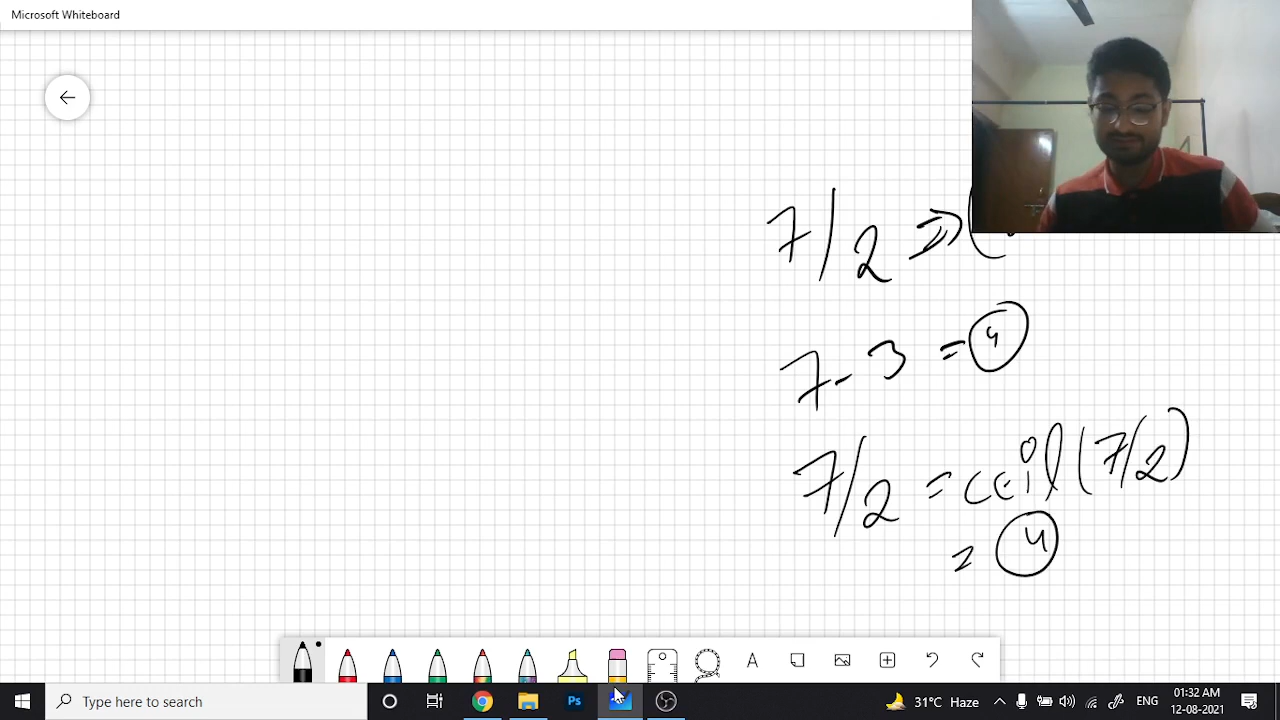 Microsoft Whiteboard
7/2 ⇒ (
7 - 3 = 4
7/2 = ceil(7/2)
= 4
A
Type here to search
Ps
31°C Haze
ENG
01:32 AM
12-08-2021